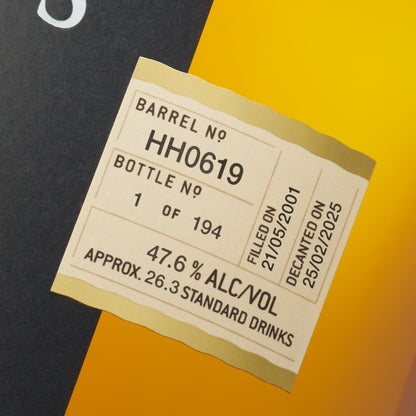 BARREL Nº
HH0619
BOTTLE Nº
1 OF 194
FILLED ON
21/05/2001
DECANTED ON
25/02/2025
47.6 % ALC/VOL
APPROX. 26.3 STANDARD DRINKS